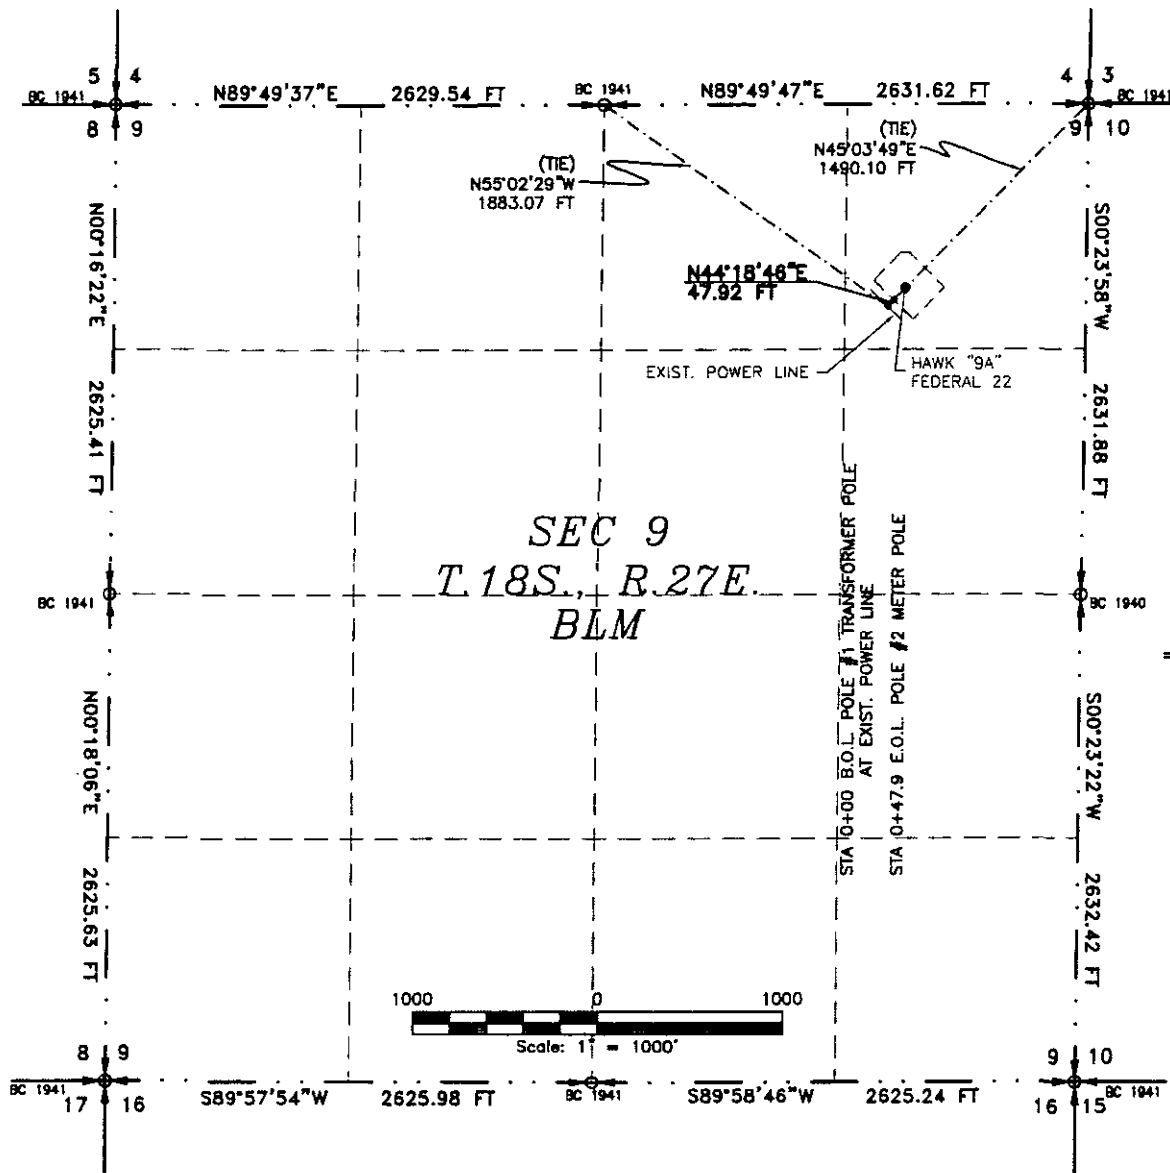 5 4
4 3
BC 1941
N89°49'37"E 2629.54 FT
BC 1941
N89°49'47"E 2631.62 FT
BC 1941
8 9
9 10
(TIE)
N55°02'29"W
1883.07 FT
(TIE)
N45°03'49"E
1490.10 FT
N00°16'22"E 2625.41 FT
S00°23'58"W 2631.88 FT
N44°18'46"E
47.92 FT
EXIST. POWER LINE
HAWK "9A"
FEDERAL 22
SEC 9
T.18S., R.27E.
BLM
BC 1941
BC 1940
STA 0+00 B.O.L. POLE #1 TRANSFORMER POLE
AT EXIST. POWER LINE
STA 0+47.9 E.O.L. POLE #2 METER POLE
N00°18'06"E 2625.63 FT
S00°23'22"W 2632.42 FT
1000 0 1000
Scale: 1" = 1000'
8 9
9 10
BC 1941
17 16
S89°57'54"W 2625.98 FT
BC 1941
S89°58'46"W 2625.24 FT
16 15
BC 1941